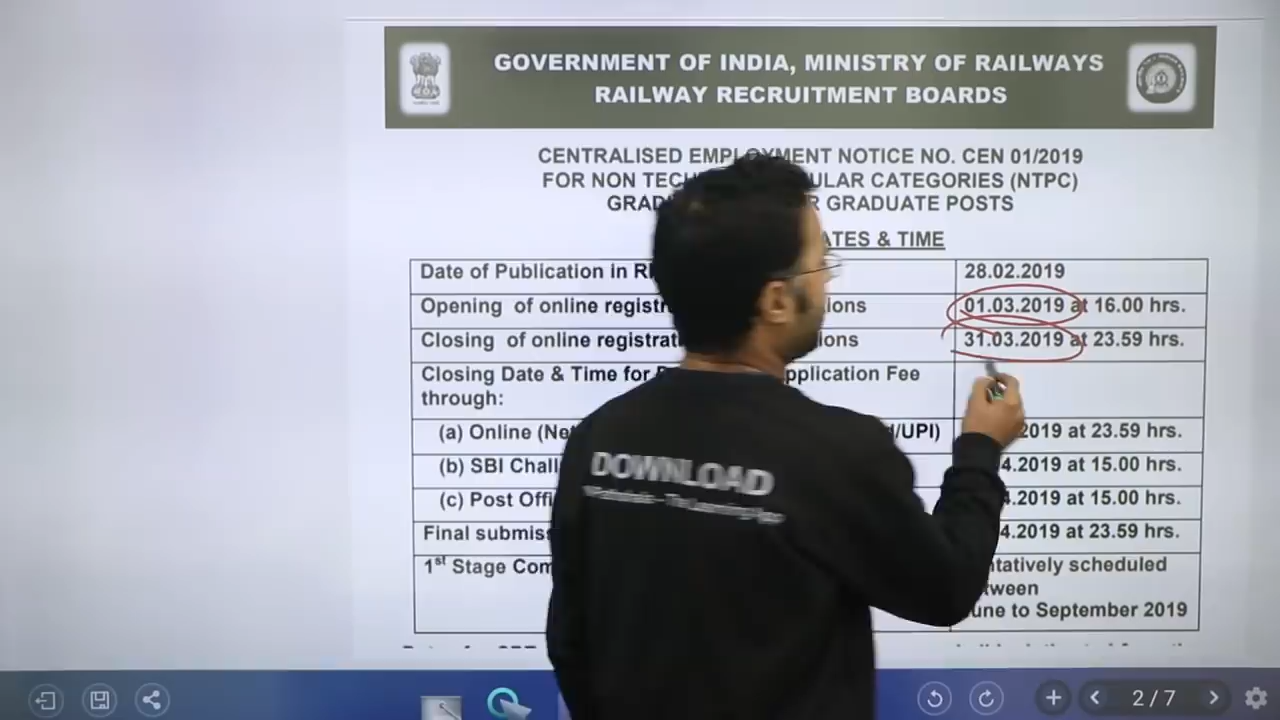 GOVERNMENT OF INDIA, MINISTRY OF RAILWAYS
RAILWAY RECRUITMENT BOARDS
CENTRALISED EMPLOYMENT NOTICE NO. CEN 01/2019
FOR NON TECH ULAR CATEGORIES (NTPC)
GRAD R GRADUATE POSTS
ATES & TIME
Date of Publication in R 28.02.2019
Opening of online registr ions 01.03.2019 at 16.00 hrs.
Closing of online registrat ions 31.03.2019 at 23.59 hrs.
Closing Date & Time for pplication Fee
through:
(a) Online (Ne /UPI) 2019 at 23.59 hrs.
(b) SBI Chall 4.2019 at 15.00 hrs.
(c) Post Offi .2019 at 15.00 hrs.
Final submiss 4.2019 at 23.59 hrs.
1st Stage Com ntatively scheduled
tween
une to September 2019
DOWNLOAD
The Learning App
2 / 7